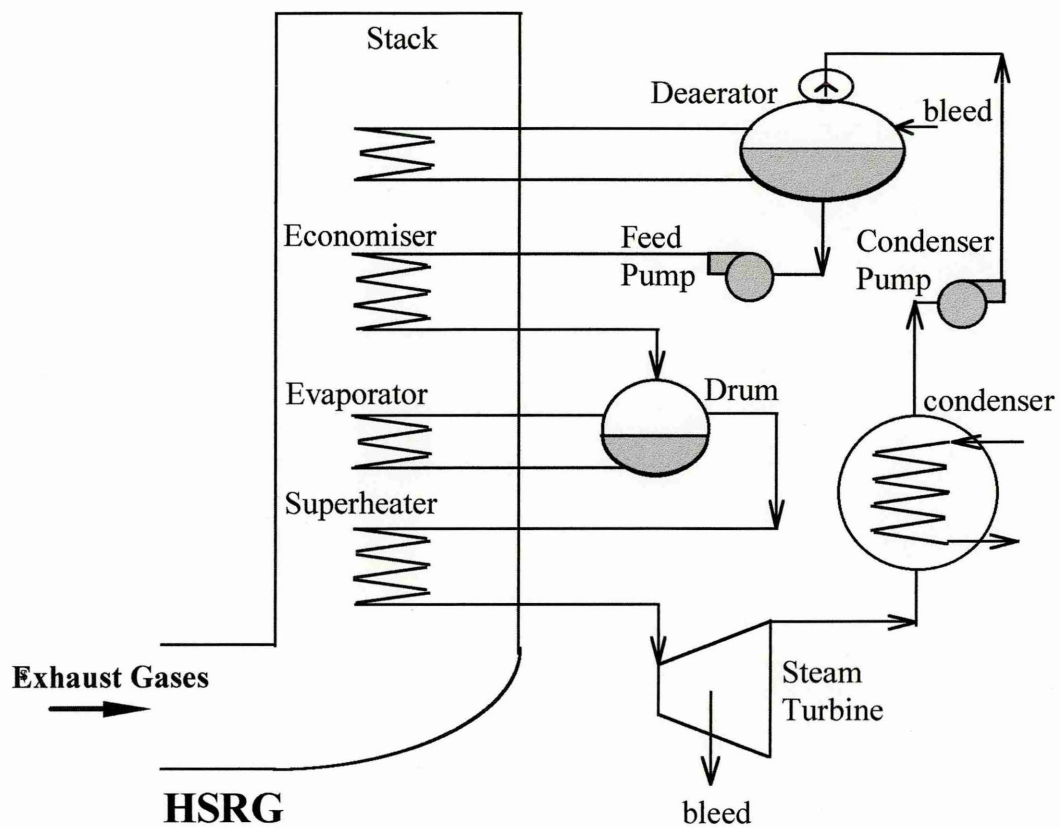 Stack
Deaerator
bleed
Economiser
Feed
Pump
Condenser
Pump
Evaporator
Drum
condenser
Superheater
Exhaust Gases
Steam
Turbine
bleed
HSRG